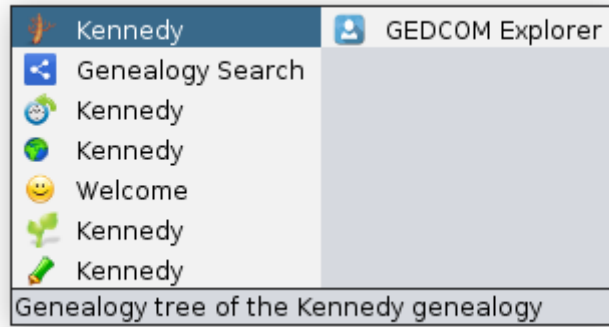 Kennedy
GEDCOM Explorer
Genealogy Search
Kennedy
Kennedy
Welcome
Kennedy
Kennedy
Genealogy tree of the Kennedy genealogy